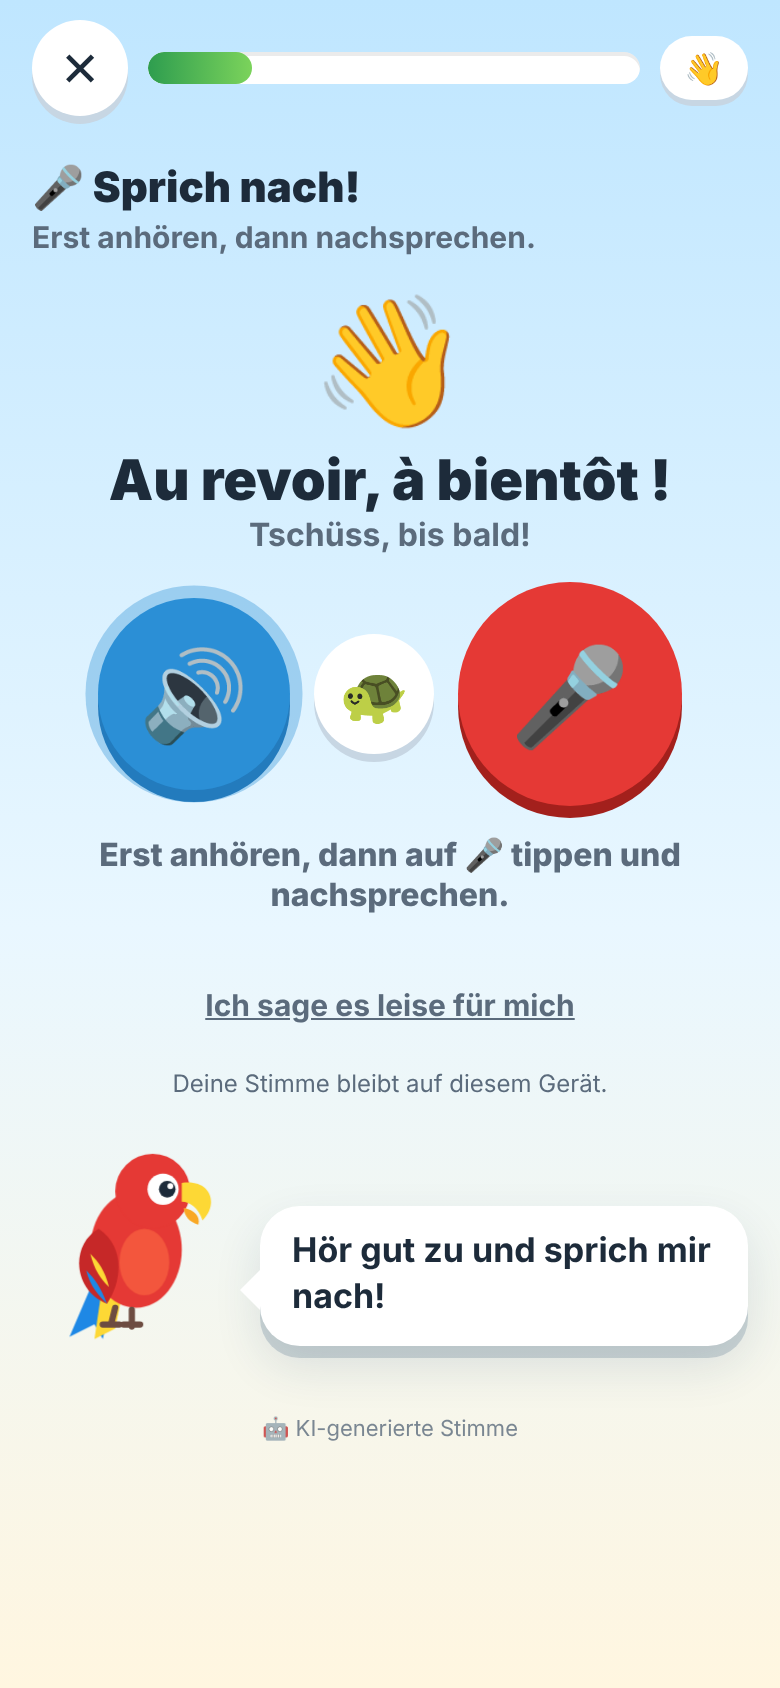 Sprich nach!
Erst anhören, dann nachsprechen.
Au revoir, à bientôt !
Tschüss, bis bald!
Erst anhören, dann auf 🎤 tippen und
nachsprechen.
Ich sage es leise für mich
Deine Stimme bleibt auf diesem Gerät.
Hör gut zu und sprich mir
nach!
KI-generierte Stimme